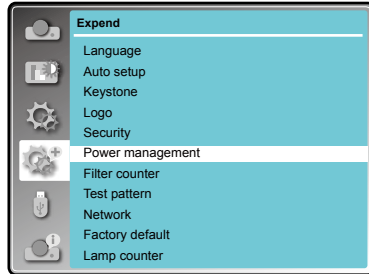 Expend
Language
Auto setup
Keystone
Logo
Security
Power management
Filter counter
Test pattern
Network
Factory default
Lamp counter